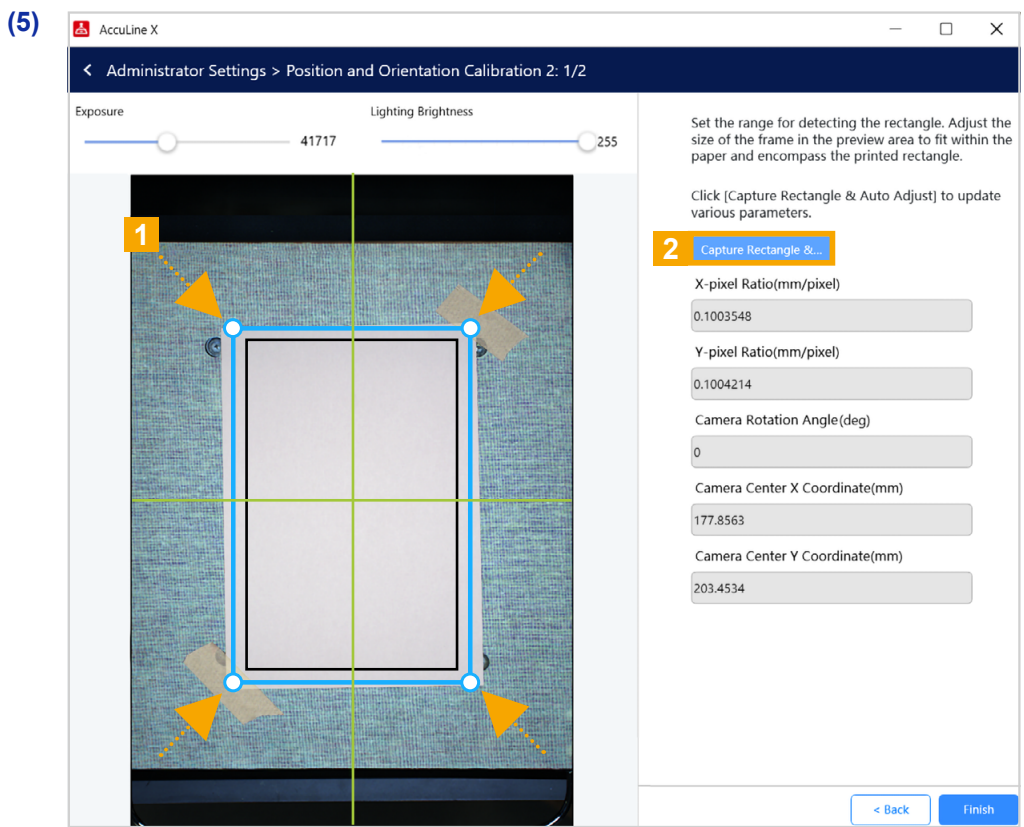 (5)
AccuLine X
Administrator Settings > Position and Orientation Calibration 2: 1/2
Exposure
41717
Lighting Brightness
255
1
Set the range for detecting the rectangle. Adjust the
size of the frame in the preview area to fit within the
paper and encompass the printed rectangle.
Click [Capture Rectangle & Auto Adjust] to update
various parameters.
2
Capture Rectangle &...
X-pixel Ratio(mm/pixel)
0.1003548
Y-pixel Ratio(mm/pixel)
0.1004214
Camera Rotation Angle(deg)
0
Camera Center X Coordinate(mm)
177.8563
Camera Center Y Coordinate(mm)
203.4534
< Back
Finish